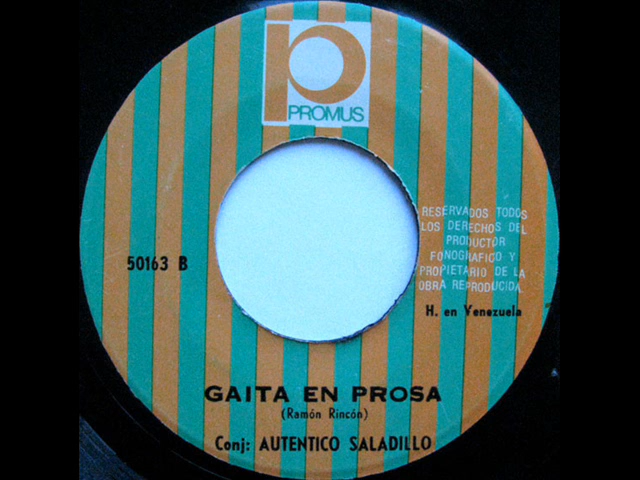 PROMUS
50163 B
RESERVADOS TODOS
LOS DERECHOS DEL
PRODUCTOR
FONOGRAFICO Y
PROPIETARIO DE LA
OBRA REPRODUCIDA
H. en Venezuela
GAITA EN PROSA
(Ramón Rincón)
Conj: AUTENTICO SALADILLO